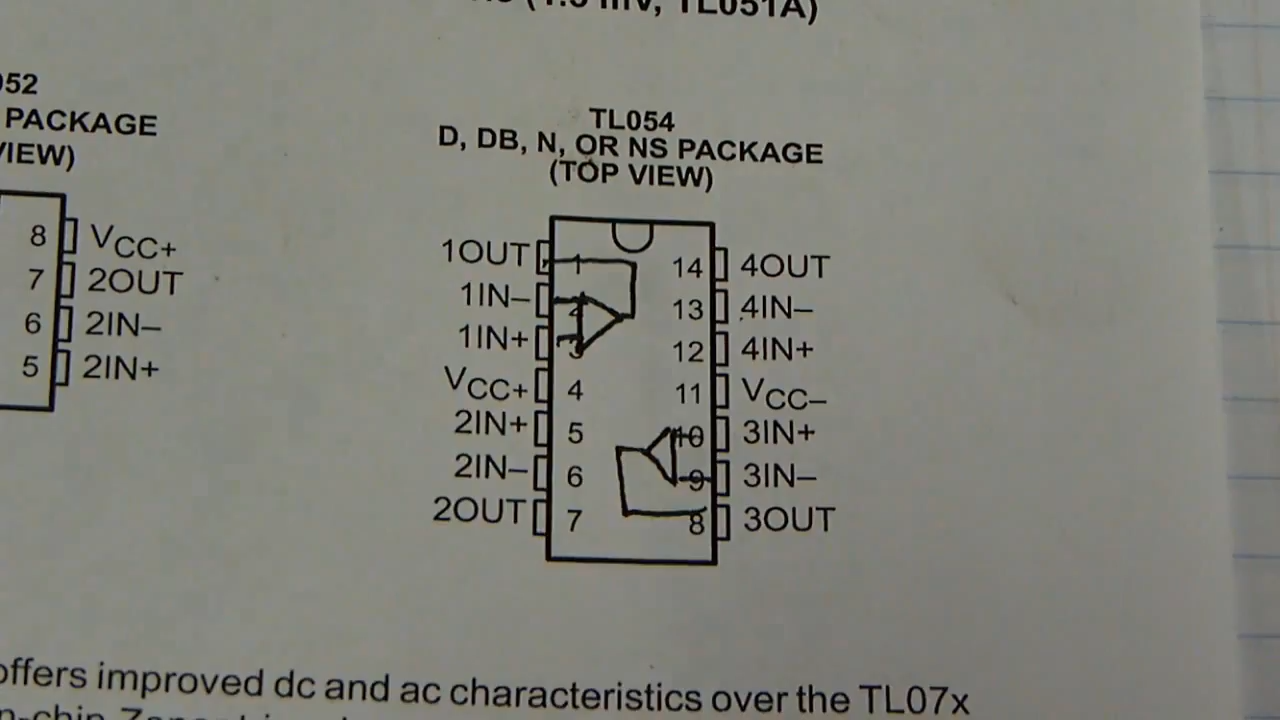 TL051A)
PACKAGE
8 VCC+
7 2OUT
6 2IN–
5 2IN+
TL054
D, DB, N, OR NS PACKAGE
(TOP VIEW)
1OUT 1 14 4OUT
1IN– 2 13 4IN–
1IN+ 3 12 4IN+
VCC+ 4 11 VCC–
2IN+ 5 10 3IN+
2IN– 6 9 3IN–
2OUT 7 8 3OUT
offers improved dc and ac characteristics over the TL07x